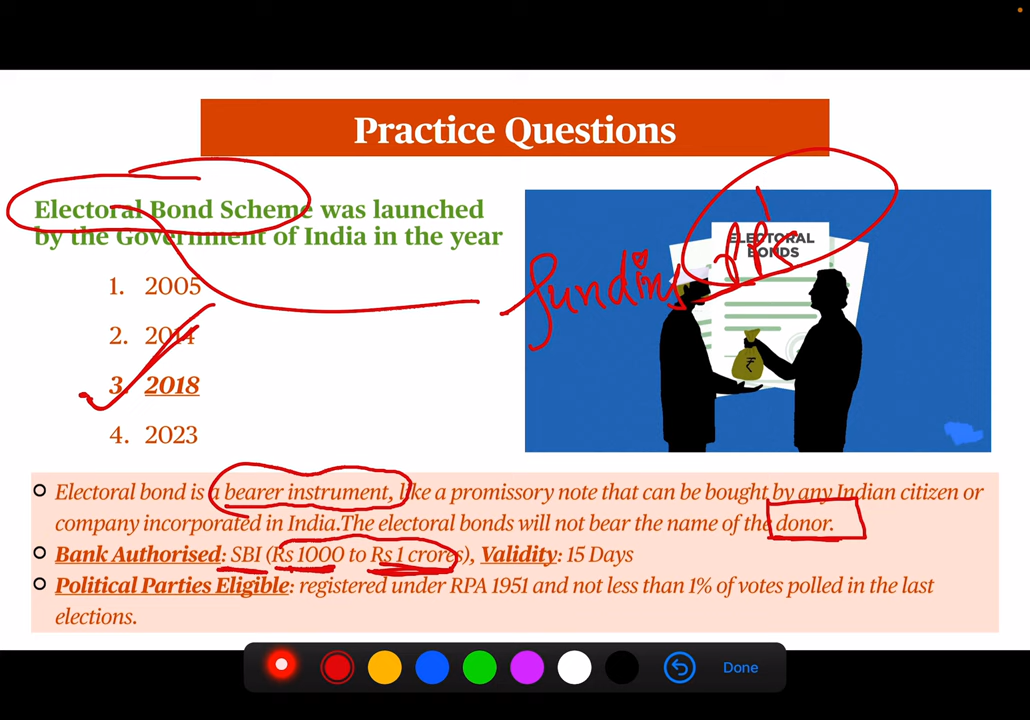 Practice Questions
Electoral Bond Scheme was launched
by the Government of India in the year
1. 2005
2. 2014
3. 2018
4. 2023
ELECTORAL
BONDS
funding
₹
Electoral bond is a bearer instrument, like a promissory note that can be bought by any Indian citizen or
company incorporated in India.The electoral bonds will not bear the name of the donor.
Bank Authorised: SBI (Rs 1000 to Rs 1 crores), Validity: 15 Days
Political Parties Eligible: registered under RPA 1951 and not less than 1% of votes polled in the last
elections.
Done